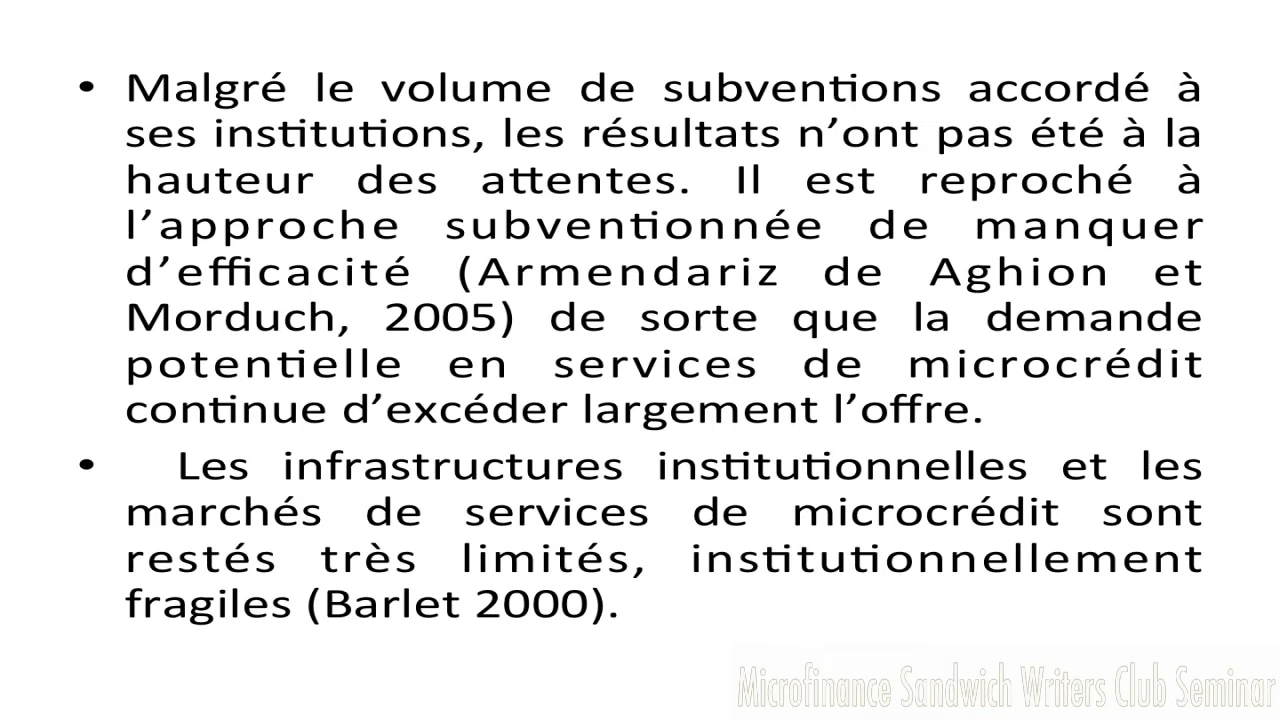 • Malgré le volume de subventions accordé à
ses institutions, les résultats n’ont pas été à la
hauteur des attentes. Il est reproché à
l’approche subventionnée de manquer
d’efficacité (Armendariz de Aghion et
Morduch, 2005) de sorte que la demande
potentielle en services de microcrédit
continue d’excéder largement l’offre.
• Les infrastructures institutionnelles et les
marchés de services de microcrédit sont
restés très limités, institutionnellement
fragiles (Barlet 2000).
Microfinance Sandwich Writers Club Seminar